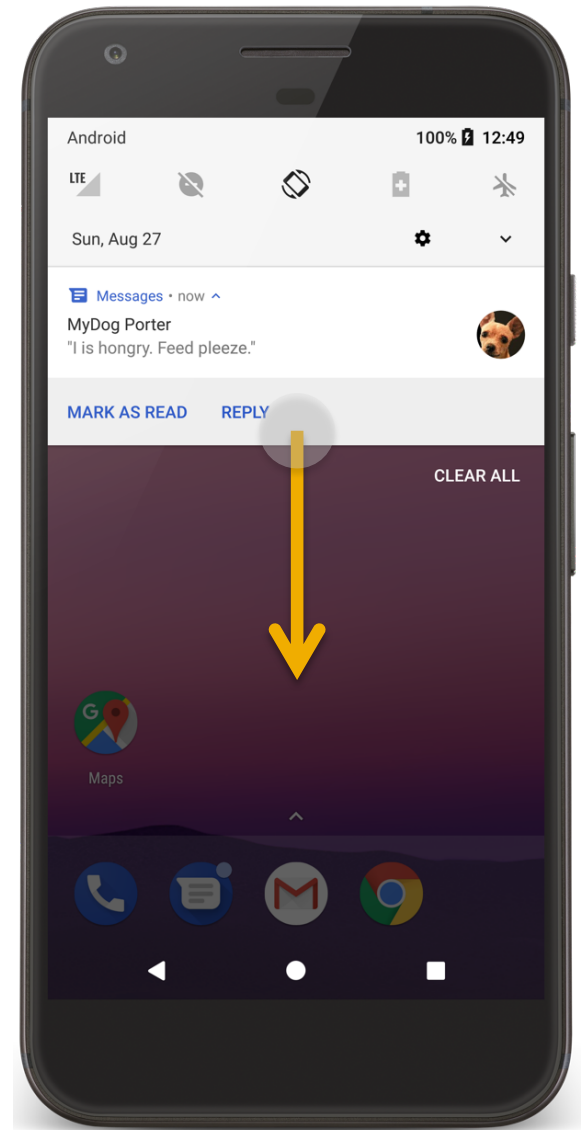 Android 100% 12:49
LTE
Sun, Aug 27
Messages • now
MyDog Porter
"I is hongry. Feed pleeze."
MARK AS READ REPLY
CLEAR ALL
G
Maps